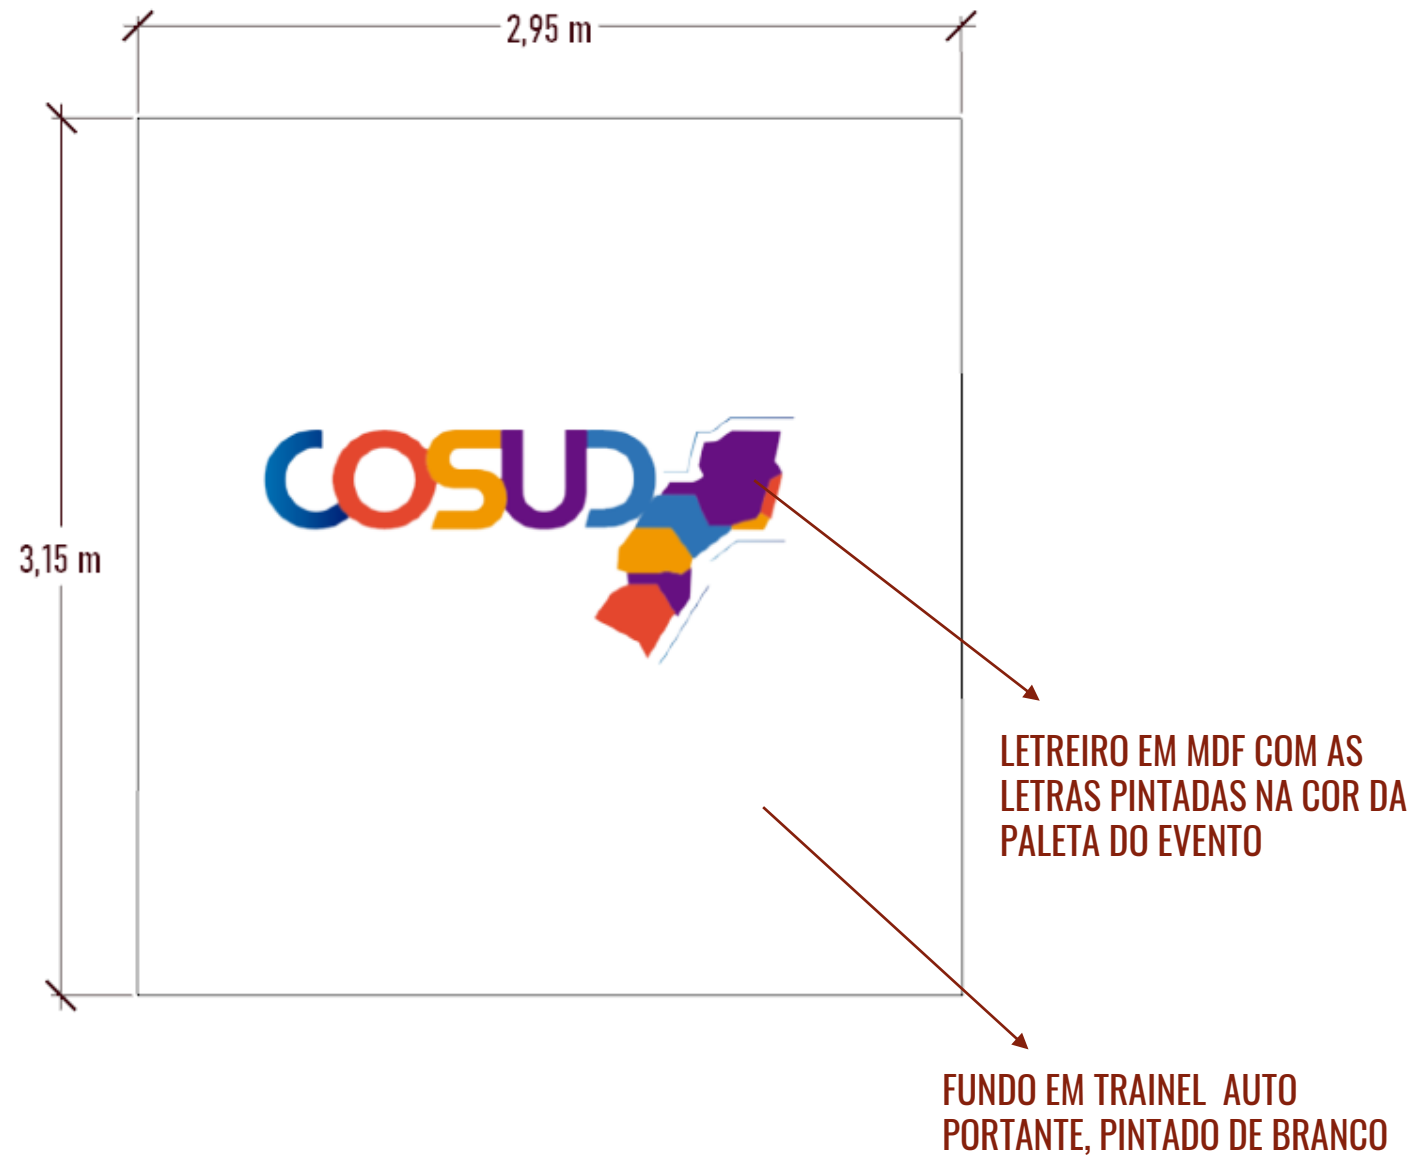 2,95 m
3,15 m
COSUD
LETREIRO EM MDF COM AS
LETRAS PINTADAS NA COR DA
PALETA DO EVENTO
FUNDO EM TRAINEL AUTO
PORTANTE, PINTADO DE BRANCO